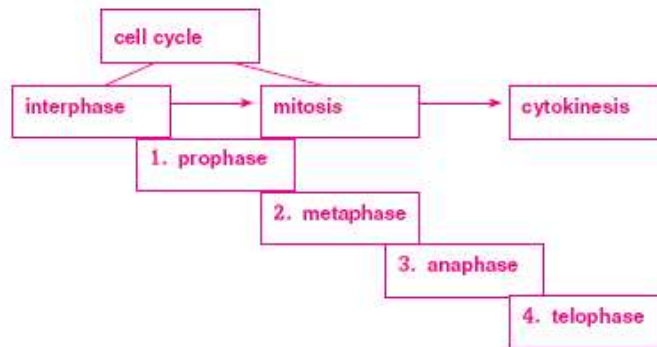 cell cycle
interphase
mitosis
cytokinesis
1. prophase
2. metaphase
3. anaphase
4. telophase